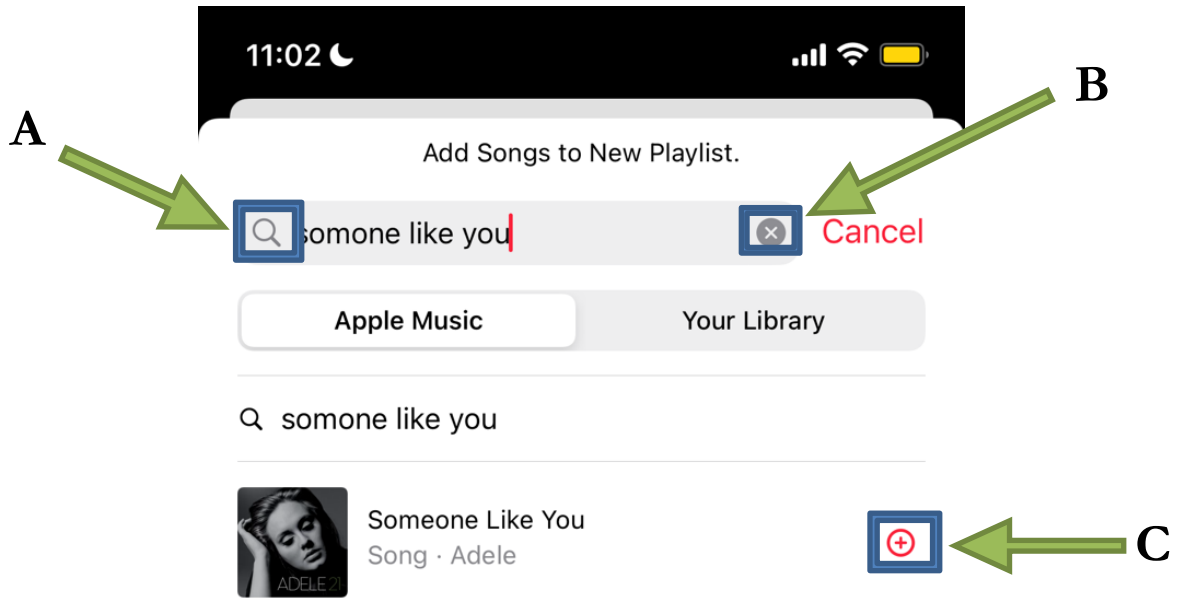 11:02
B
A
Add Songs to New Playlist.
somone like you Cancel
Apple Music Your Library
somone like you
Someone Like You
Song · Adele
ADELE 21
C